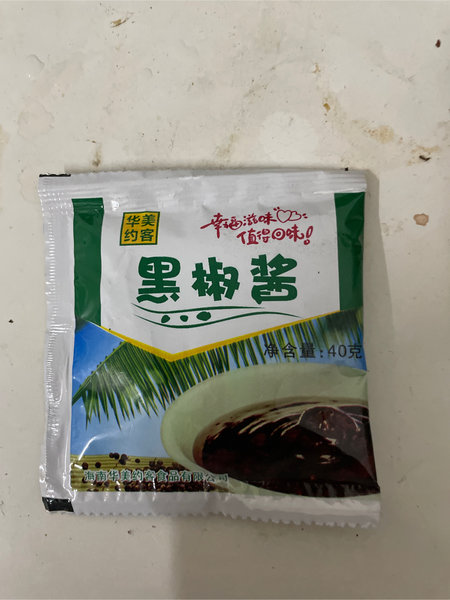 华美
约客
幸福滋味
值得回味!
黑椒酱
净含量:40克
海南华美约客食品有限公司